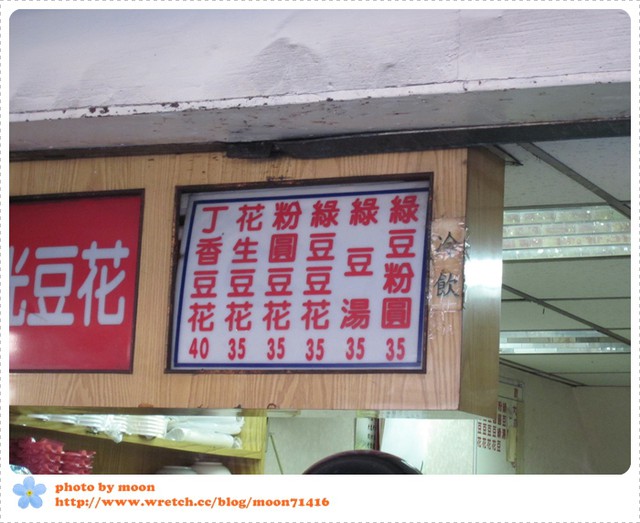 豆花
丁香豆花 40
花生豆花 35
粉圓豆花 35
綠豆豆花 35
綠豆湯 35
綠豆粉圓 35
冷飲
photo by moon
http://www.wretch.cc/blog/moon71416